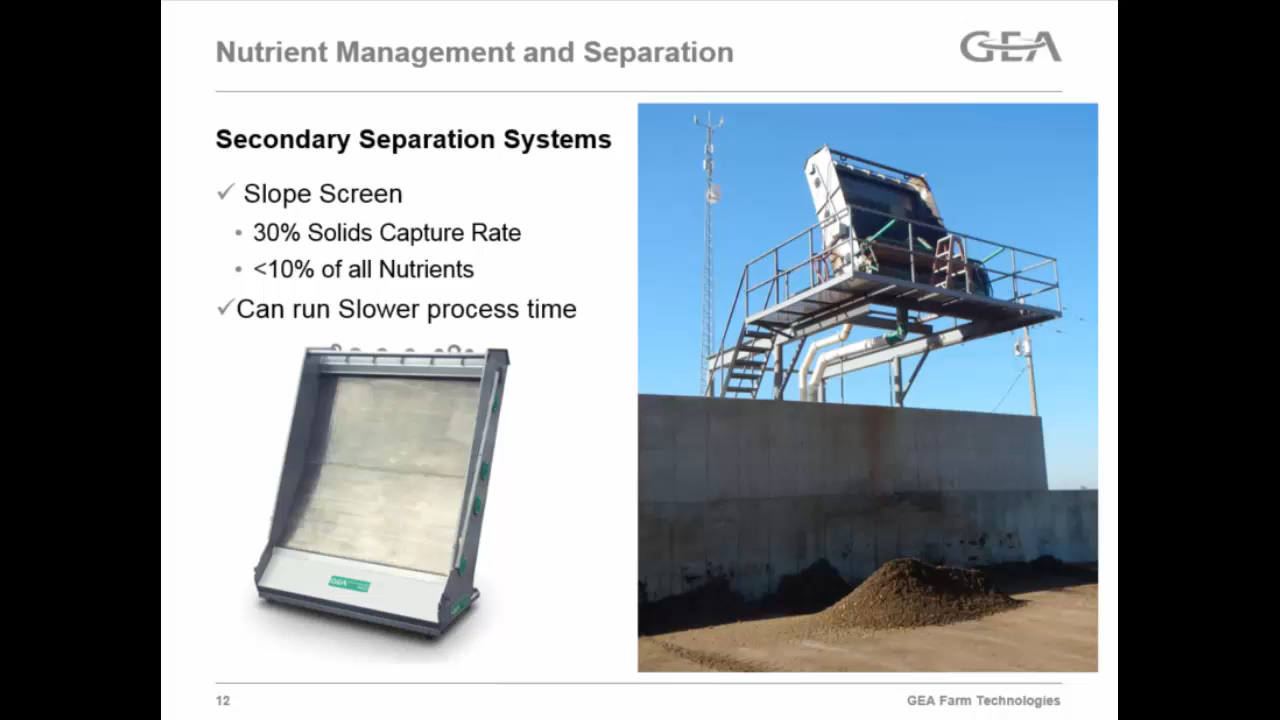 Nutrient Management and Separation
GEA
Secondary Separation Systems
✓ Slope Screen
• 30% Solids Capture Rate
• <10% of all Nutrients
✓Can run Slower process time
GEA
12
GEA Farm Technologies